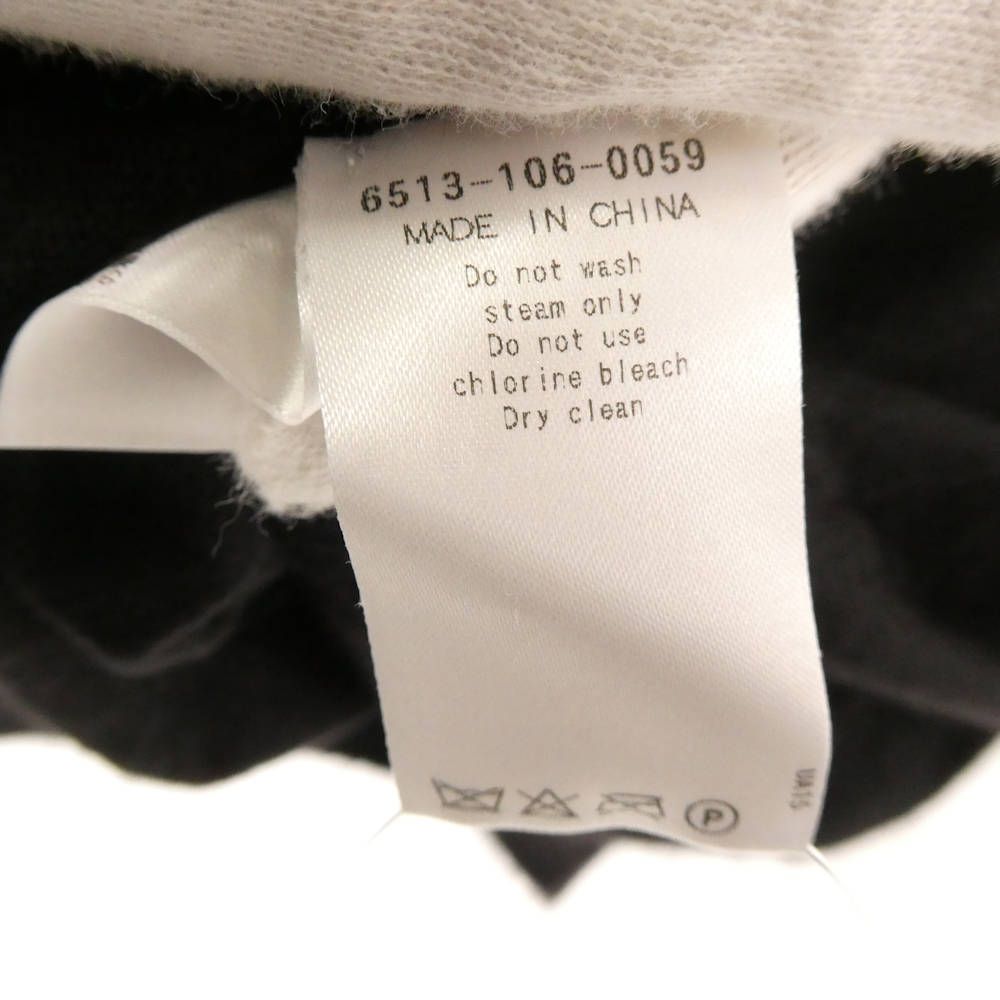 6513-106-0059
MADE IN CHINA
Do not wash
steam only
Do not use
chlorine bleach
Dry clean
P